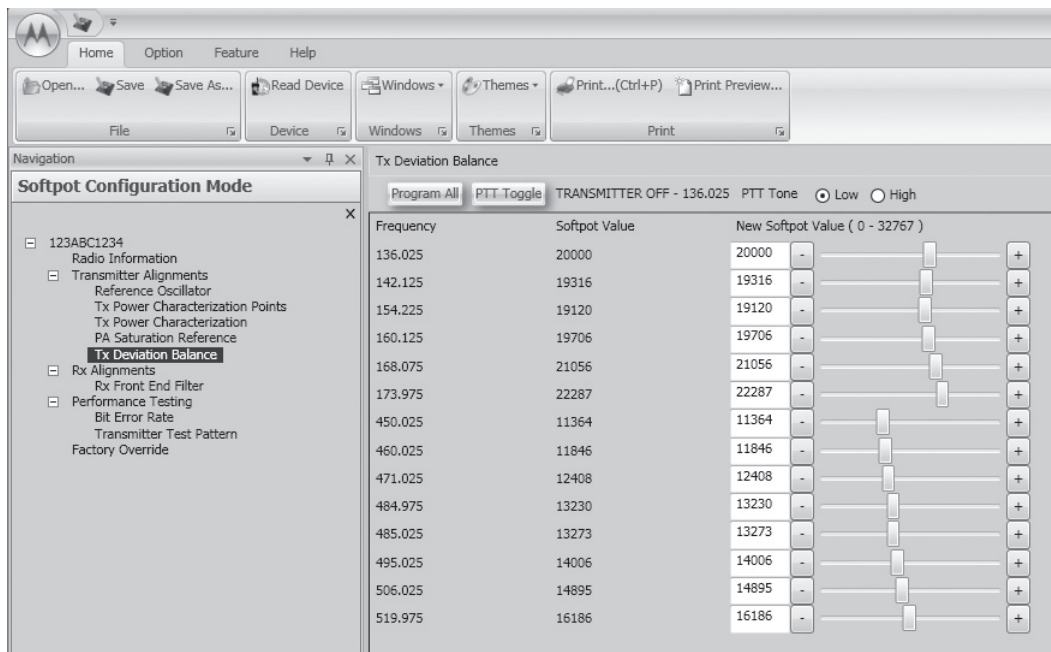 Home Option Feature Help
Open... Save Save As... Read Device Windows Themes Print...(Ctrl+P) Print Preview...
File Device Windows Themes Print
Navigation
Softpot Configuration Mode
123ABC1234
Radio Information
Transmitter Alignments
Reference Oscillator
Tx Power Characterization Points
Tx Power Characterization
PA Saturation Reference
Tx Deviation Balance
Rx Alignments
Rx Front End Filter
Performance Testing
Bit Error Rate
Transmitter Test Pattern
Factory Override
Tx Deviation Balance
Program All PTT Toggle TRANSMITTER OFF - 136.025 PTT Tone Low High
Frequency Softpot Value New Softpot Value ( 0 - 32767 )
136.025 20000 20000 - +
142.125 19316 19316 - +
154.225 19120 19120 - +
160.125 19706 19706 - +
168.075 21056 21056 - +
173.975 22287 22287 - +
450.025 11364 11364 - +
460.025 11846 11846 - +
471.025 12408 12408 - +
484.975 13230 13230 - +
485.025 13273 13273 - +
495.025 14006 14006 - +
506.025 14895 14895 - +
519.975 16186 16186 - +